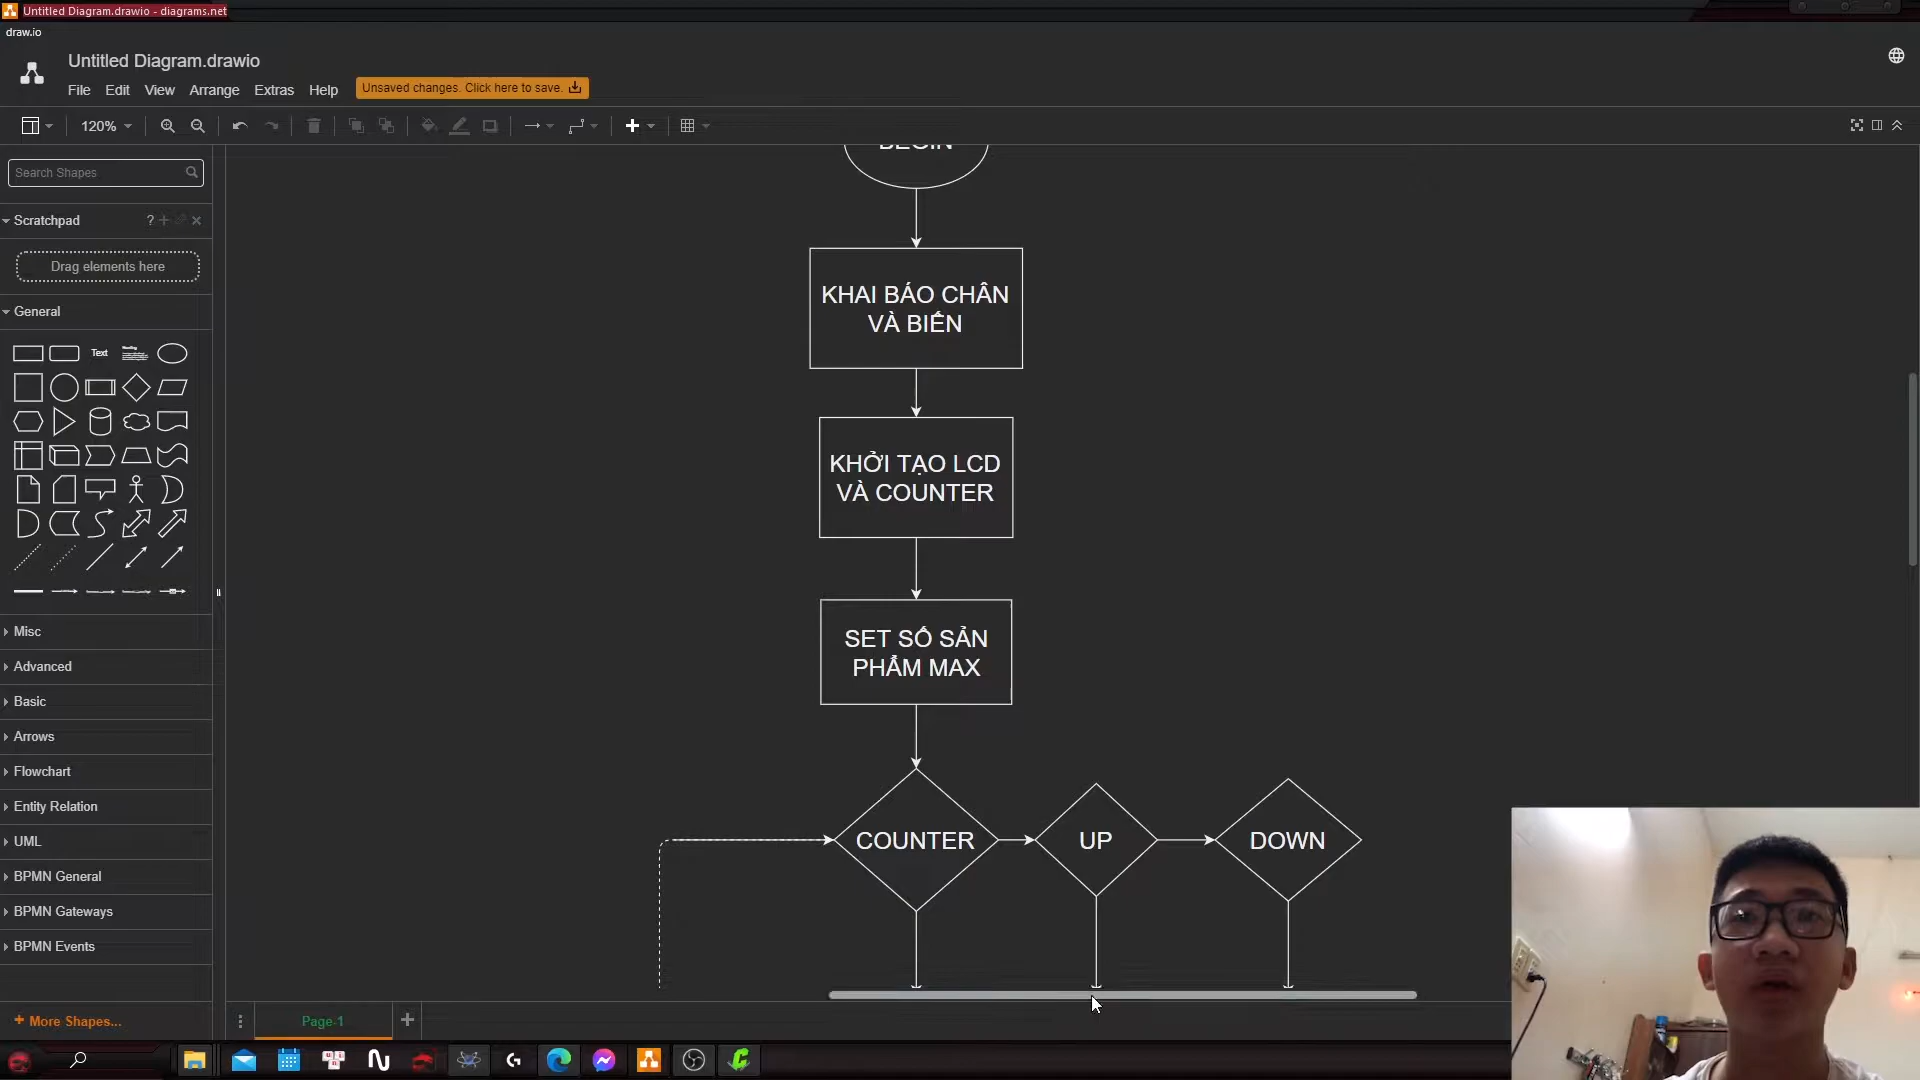 Untitled Diagram.drawio - diagrams.net
draw.io
Untitled Diagram.drawio
File Edit View Arrange Extras Help
Unsaved changes. Click here to save.
120%
Search Shapes
Scratchpad ?
Drag elements here
General
Text
Misc
Advanced
Basic
Arrows
Flowchart
Entity Relation
UML
BPMN General
BPMN Gateways
BPMN Events
+ More Shapes...
Page-1
BEGIN
KHAI BÁO CHÂN
VÀ BIẾN
KHỞI TẠO LCD
VÀ COUNTER
SET SỐ SẢN
PHẨM MAX
COUNTER
UP
DOWN